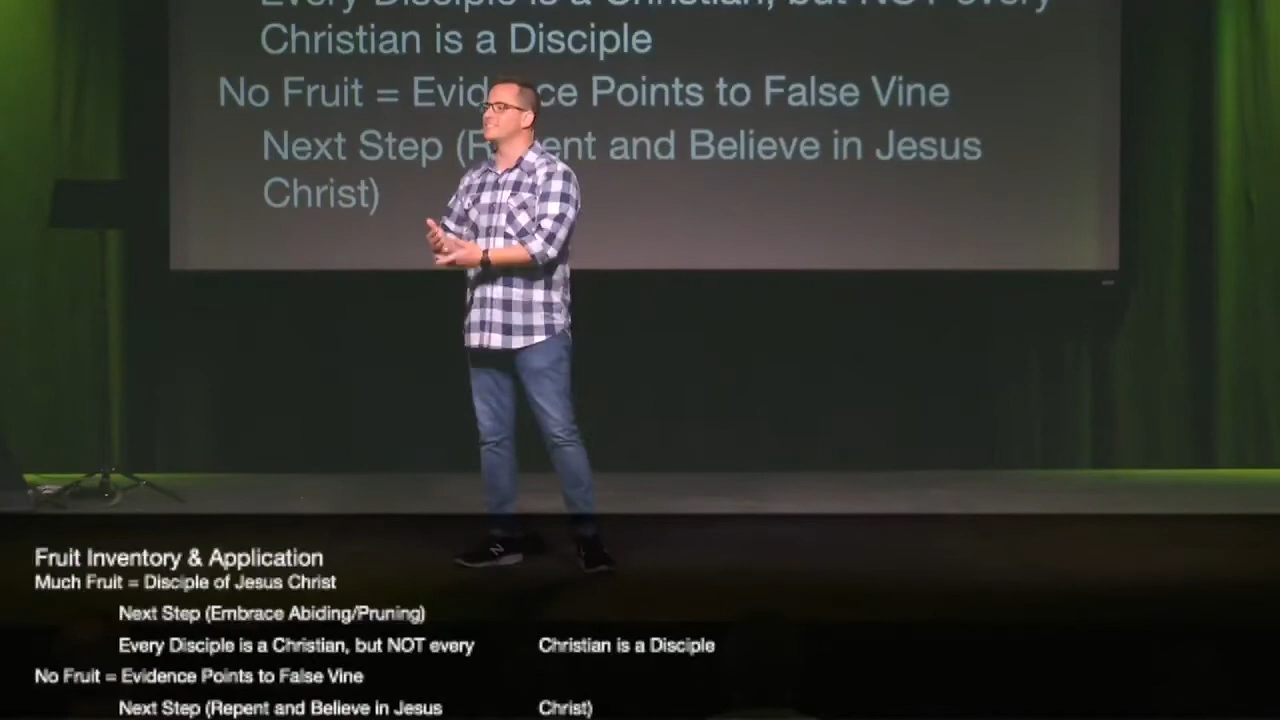 Every Disciple is a Christian, but NOT every
Christian is a Disciple
No Fruit = Evid ce Points to False Vine
Next Step (R ent and Believe in Jesus
Christ)
Fruit Inventory & Application
Much Fruit = Disciple of Jesus Christ
Next Step (Embrace Abiding/Pruning)
Every Disciple is a Christian, but NOT every Christian is a Disciple
No Fruit = Evidence Points to False Vine
Next Step (Repent and Believe in Jesus Christ)